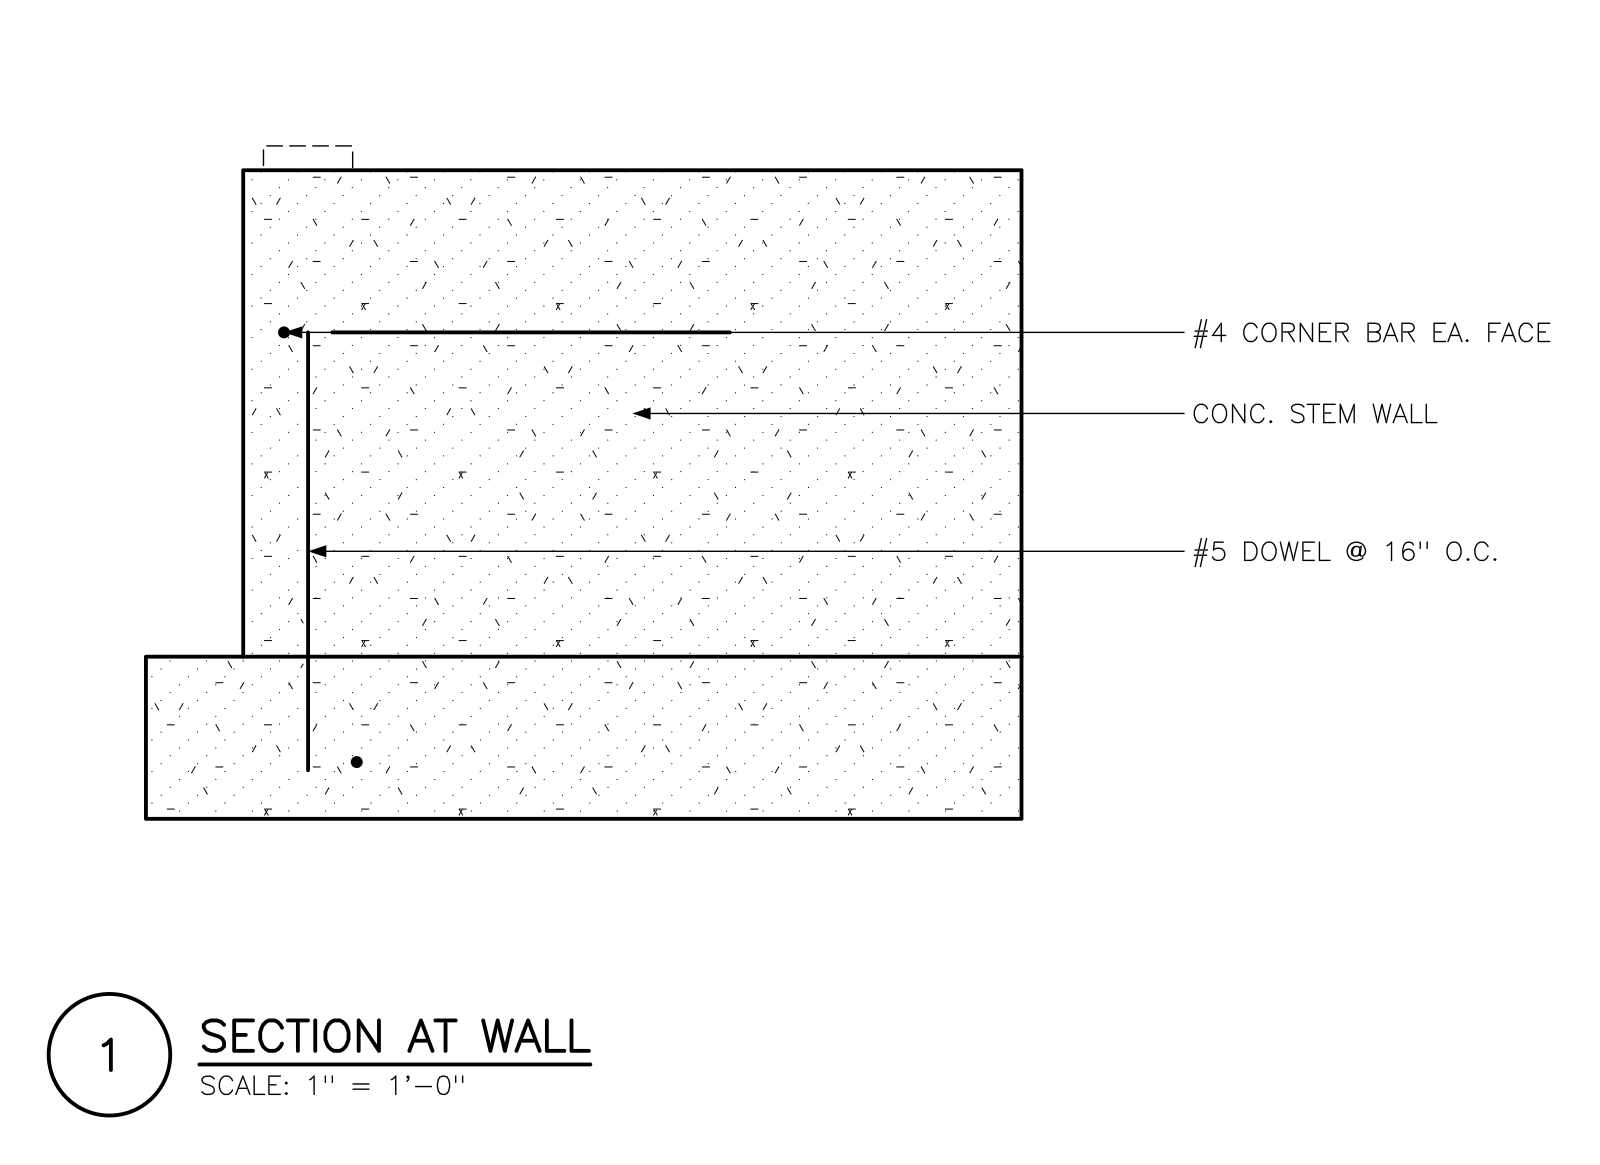 #4 CORNER BAR EA. FACE
CONC. STEM WALL
#5 DOWEL @ 16" O.C.
1
SECTION AT WALL
SCALE: 1" = 1'-0"